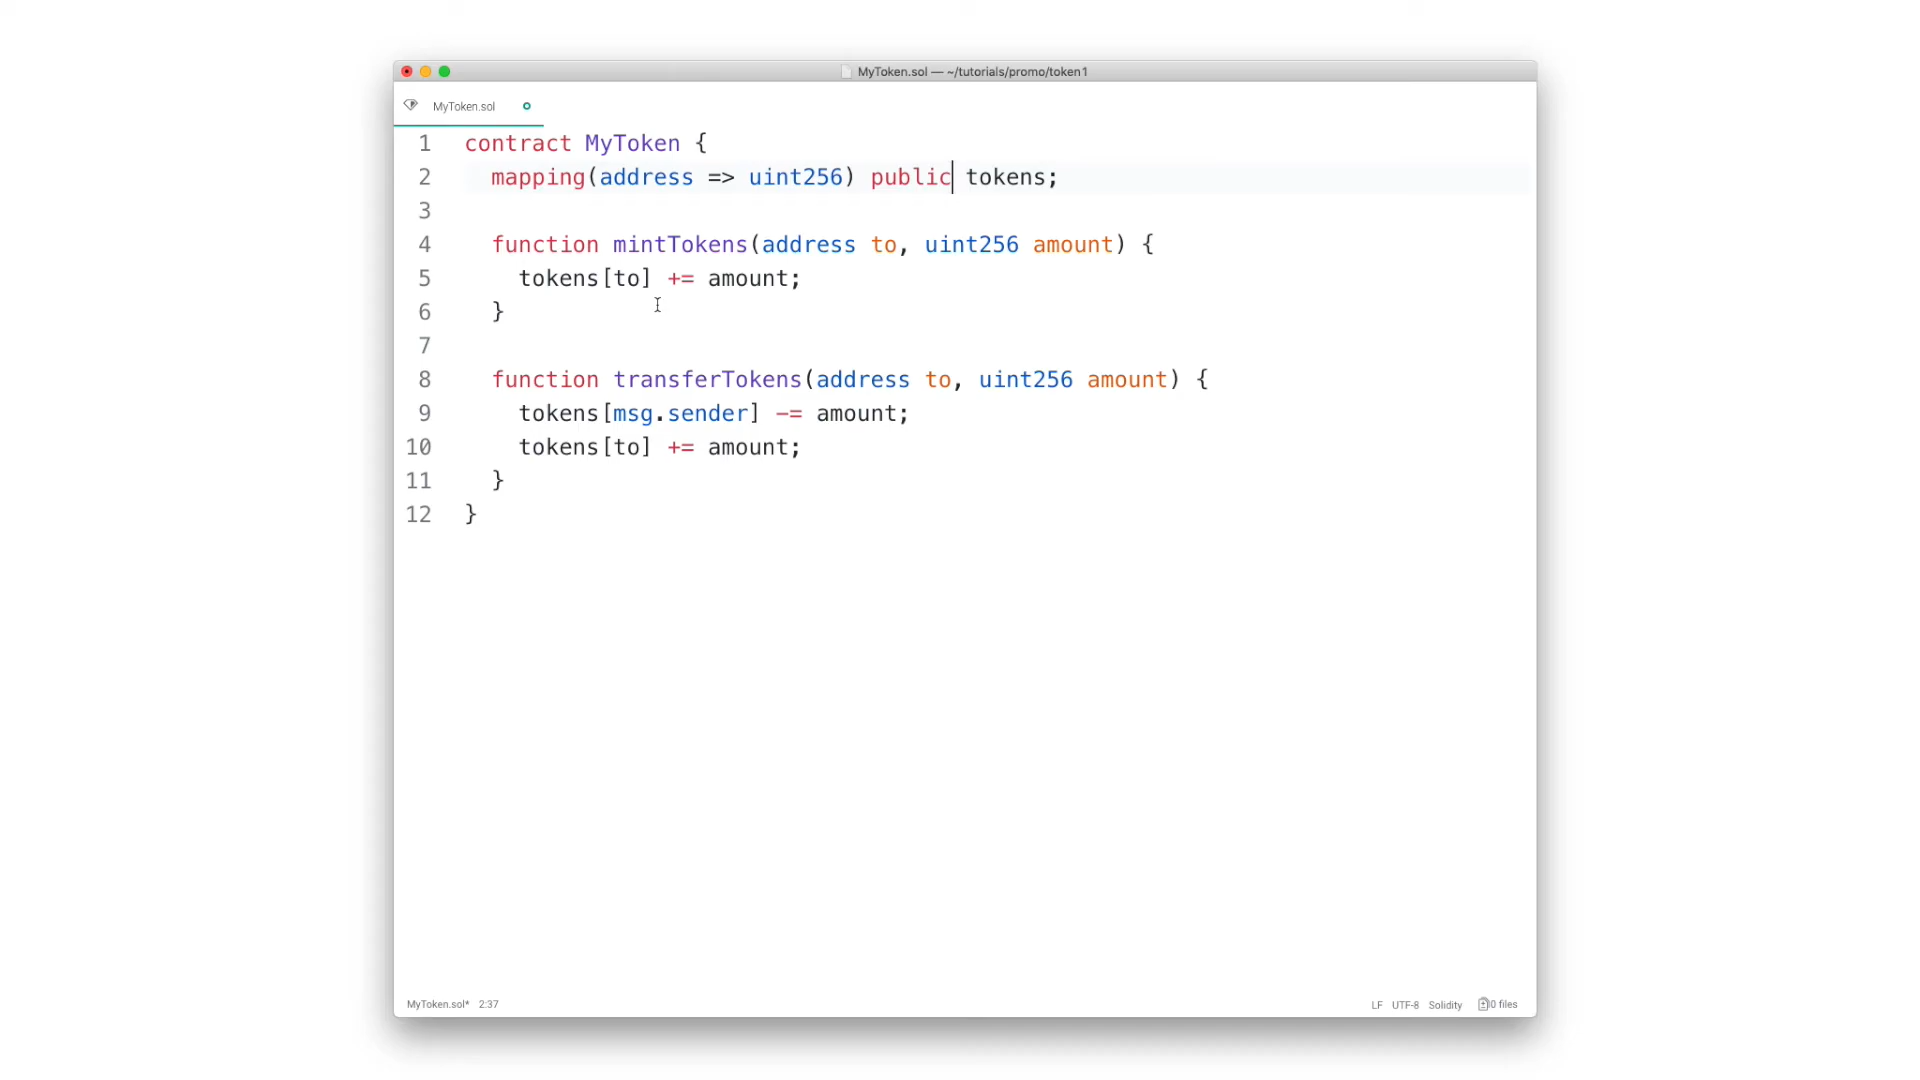 MyToken.sol — ~/tutorials/promo/token1
MyToken.sol
1 contract MyToken {
2 mapping(address => uint256) public tokens;
3
4 function mintTokens(address to, uint256 amount) {
5 tokens[to] += amount;
6 }
7
8 function transferTokens(address to, uint256 amount) {
9 tokens[msg.sender] -= amount;
10 tokens[to] += amount;
11 }
12 }
MyToken.sol* 2:37 LF UTF-8 Solidity 0 files